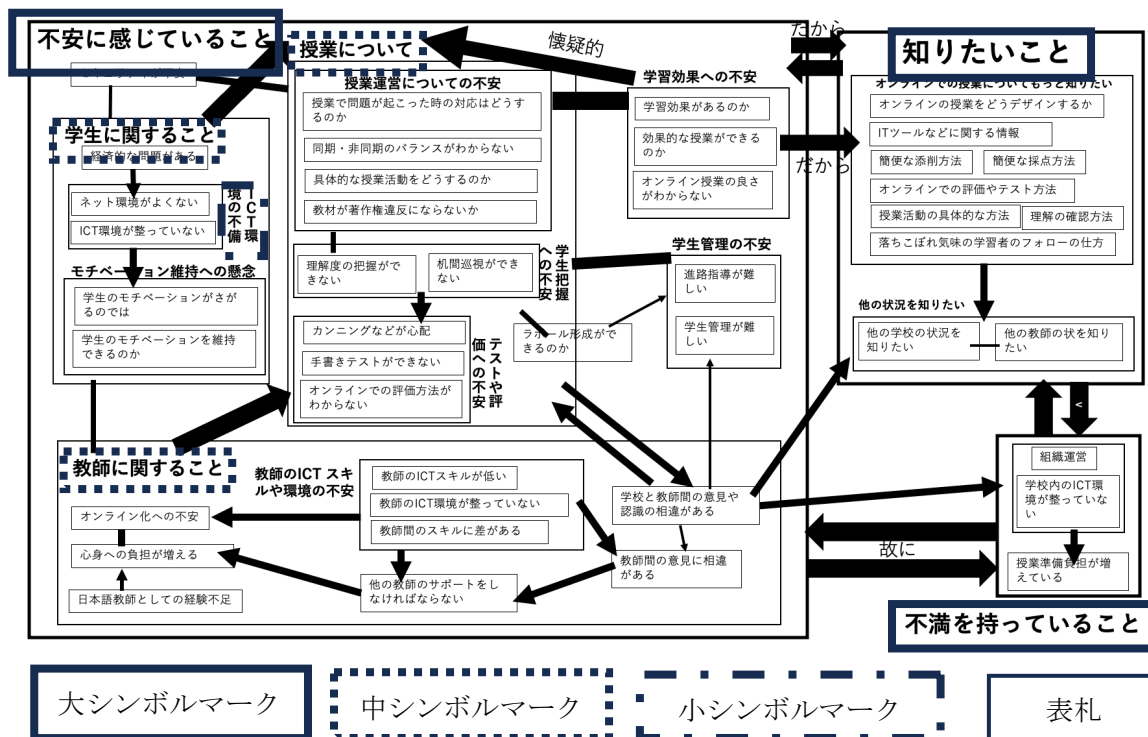 不安に感じていること
授業について
懐疑的
だから
知りたいこと
学生に関すること
経済的な問題がある
ネット環境がよくない
ICT環境が整っていない
ICT環
境の不備
モチベーション維持への懸念
学生のモチベーションがさが
るのでは
学生のモチベーションを維持
できるのか
授業運営についての不安
授業で問題が起こった時の対応はどうす
るのか
同期・非同期のバランスがわからない
具体的な授業活動をどうするのか
教材が著作権違反にならないか
理解度の把握がで
きない
机間巡視ができ
ない
学生把握
への不安
カンニングなどが心配
手書きテストができない
オンラインでの評価方法が
わからない
テストや評
価への不安
学習効果への不安
学習効果があるのか
効果的な授業ができる
のか
オンライン授業の良さ
がわからない
だから
学生管理の不安
進路指導が難
しい
学生管理が難
しい
ラポール形成がで
きるのか
オンラインでの授業についてもっと知りたい
オンラインの授業をどうデザインするか
ITツールなどに関する情報
簡便な添削方法
簡便な採点方法
オンラインでの評価やテスト方法
授業活動の具体的な方法
理解の確認方法
落ちこぼれ気味の学習者のフォローの仕方
他の状況を知りたい
他の学校の状況を
知りたい
他の教師の状を知り
たい
教師に関すること
教師のICT スキ
ルや環境の不安
教師のICTスキルが低い
教師のICT環境が整っていない
教師間のスキルに差がある
オンライン化への不安
心身への負担が増える
日本語教師としての経験不足
他の教師のサポートをし
なければならない
学校と教師間の意見や
認識の相違がある
教師間の意見に相違
がある
組織運営
学校内のICT環
境が整っていな
い
授業準備負担が増
えている
故に
不満を持っていること
大シンボルマーク
中シンボルマーク
小シンボルマーク
表札